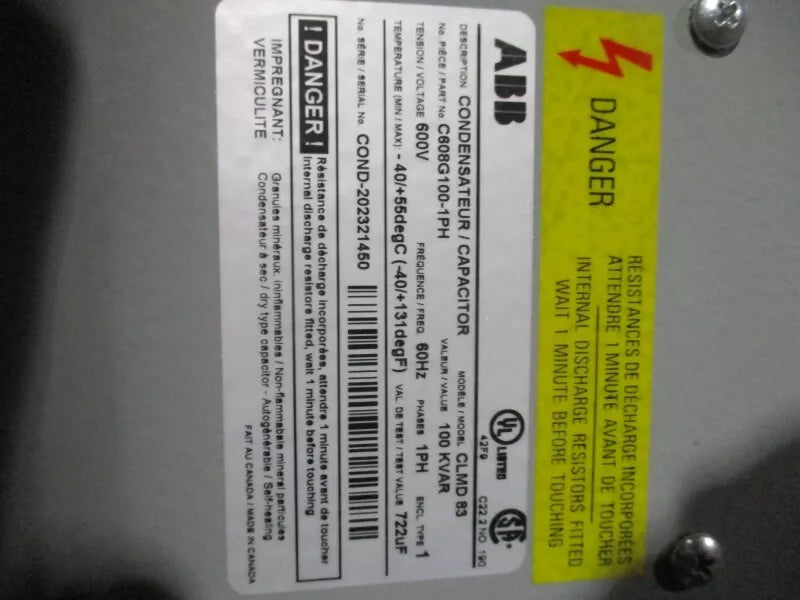 DANGER
RÉSISTANCES DE DÉCHARGE INCORPORÉES
ATTENDRE 1 MINUTE AVANT DE TOUCHER
INTERNAL DISCHARGE RESISTORS FITTED
WAIT 1 MINUTE BEFORE TOUCHING
ABB
UL LISTED
42F9
C22.2 NO. 190
DESCRIPTION CONDENSATEUR / CAPACITOR MODÈLE / MODEL CLMD 83
No. PIÈCE / PART No. C608G100-1PH VALEUR / VALUE 100 KVAR
TENSION / VOLTAGE 600V FRÉQUENCE / FREQ. 60Hz PHASES 1PH ENCL. TYPE 1
TEMPERATURE (MIN / MAX): - 40/+55degC (-40/+131degF) VAL. DE TEST / TEST VALUE 722uF
No. SÉRIE / SERIAL No. COND-202321450
! DANGER !
Résistance de décharge incorporées, attendre 1 minute avant de toucher
Internal discharge resistors fitted, wait 1 minute before touching
IMPREGNANT: Granules minéraux, ininflammables / Non-flammable mineral particules
VERMICULITE Condensateur à sec / dry type capacitor - Autogénérable / Self-healing
FAIT AU CANADA / MADE IN CANADA